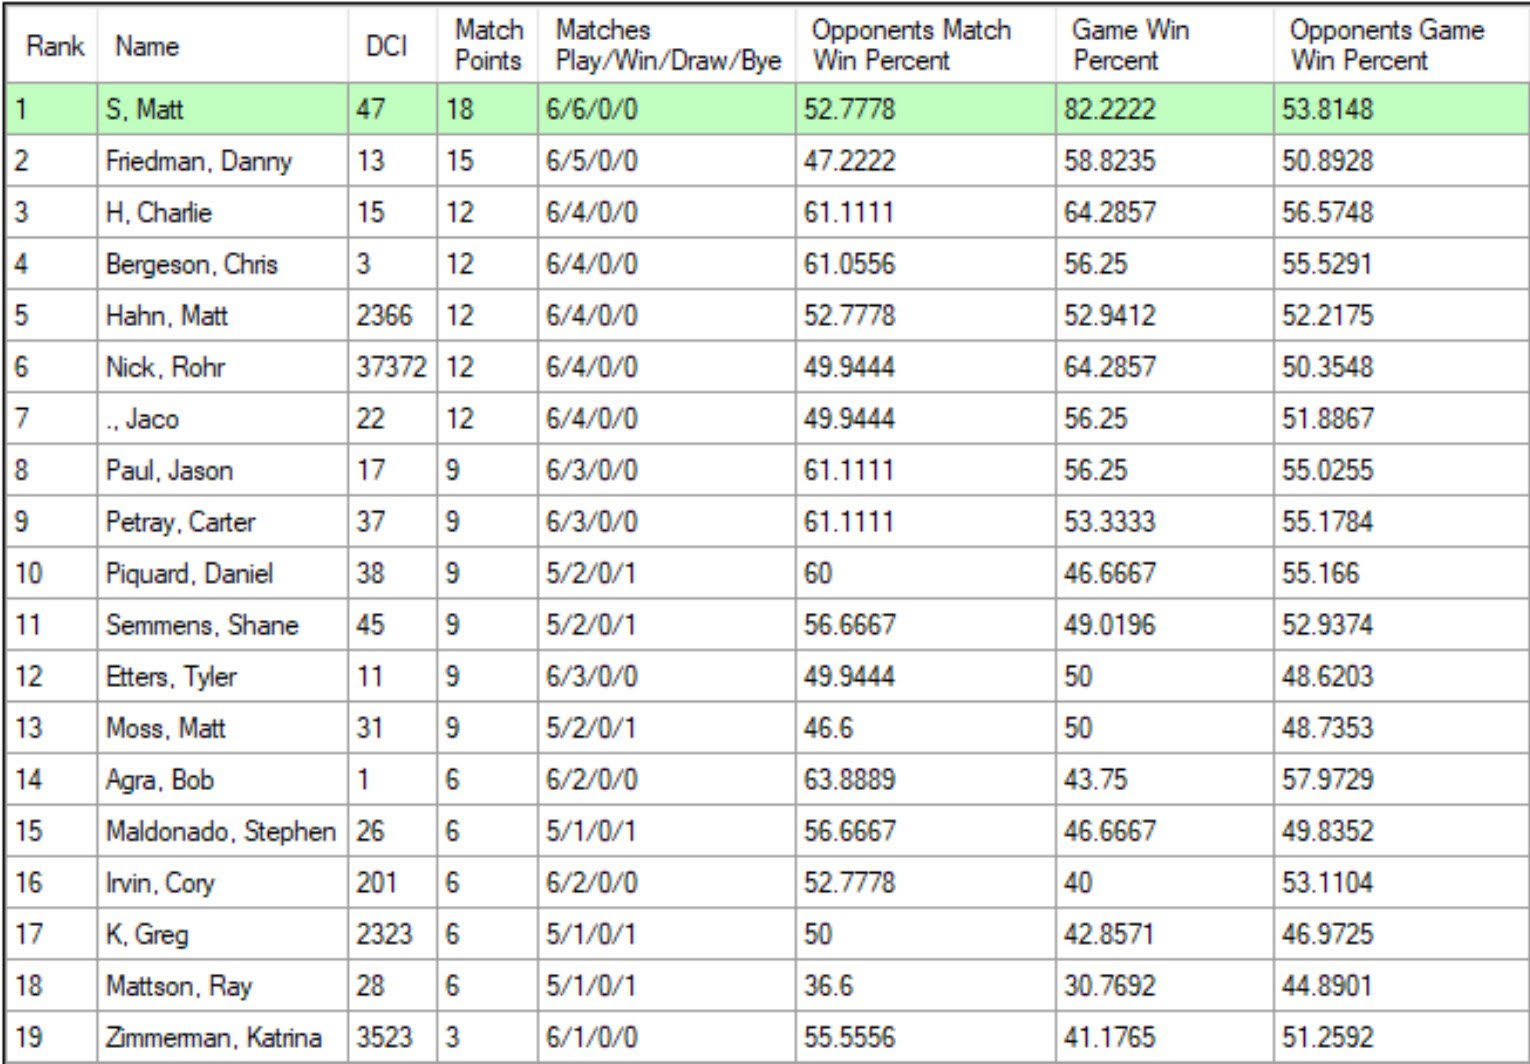 Rank Name DCI Match Points Matches Play/Win/Draw/Bye Opponents Match Win Percent Game Win Percent Opponents Game Win Percent
1 S, Matt 47 18 6/6/0/0 52.7778 82.2222 53.8148
2 Friedman, Danny 13 15 6/5/0/0 47.2222 58.8235 50.8928
3 H, Charlie 15 12 6/4/0/0 61.1111 64.2857 56.5748
4 Bergeson, Chris 3 12 6/4/0/0 61.0556 56.25 55.5291
5 Hahn, Matt 2366 12 6/4/0/0 52.7778 52.9412 52.2175
6 Nick, Rohr 37372 12 6/4/0/0 49.9444 64.2857 50.3548
7 ., Jaco 22 12 6/4/0/0 49.9444 56.25 51.8867
8 Paul, Jason 17 9 6/3/0/0 61.1111 56.25 55.0255
9 Petray, Carter 37 9 6/3/0/0 61.1111 53.3333 55.1784
10 Piquard, Daniel 38 9 5/2/0/1 60 46.6667 55.166
11 Semmens, Shane 45 9 5/2/0/1 56.6667 49.0196 52.9374
12 Etters, Tyler 11 9 6/3/0/0 49.9444 50 48.6203
13 Moss, Matt 31 9 5/2/0/1 46.6 50 48.7353
14 Agra, Bob 1 6 6/2/0/0 63.8889 43.75 57.9729
15 Maldonado, Stephen 26 6 5/1/0/1 56.6667 46.6667 49.8352
16 Irvin, Cory 201 6 6/2/0/0 52.7778 40 53.1104
17 K, Greg 2323 6 5/1/0/1 50 42.8571 46.9725
18 Mattson, Ray 28 6 5/1/0/1 36.6 30.7692 44.8901
19 Zimmerman, Katrina 3523 3 6/1/0/0 55.5556 41.1765 51.2592